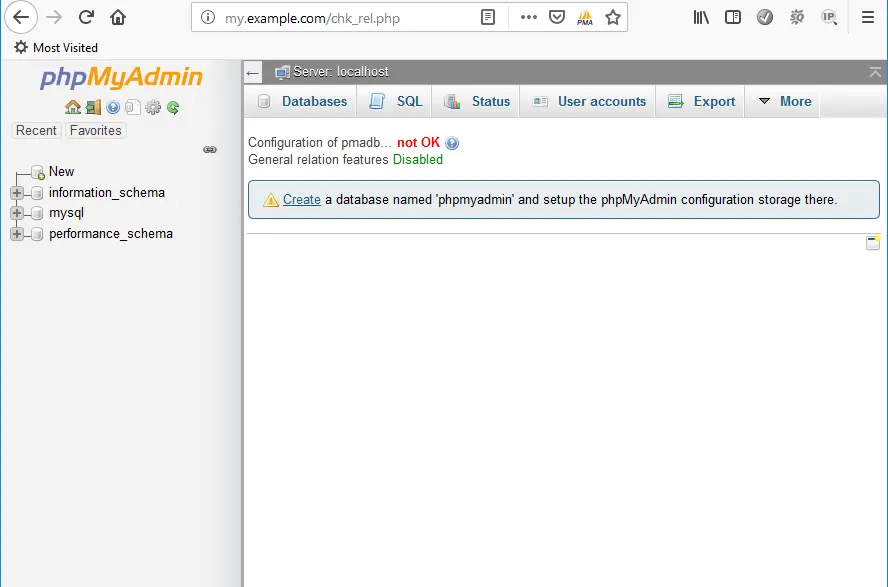 my.example.com/chk_rel.php
PMA
SQ
IP
Most Visited
phpMyAdmin
Recent Favorites
New
information_schema
mysql
performance_schema
Server: localhost
Databases SQL Status User accounts Export More
Configuration of pmadb... not OK
General relation features Disabled
Create a database named 'phpmyadmin' and setup the phpMyAdmin configuration storage there.